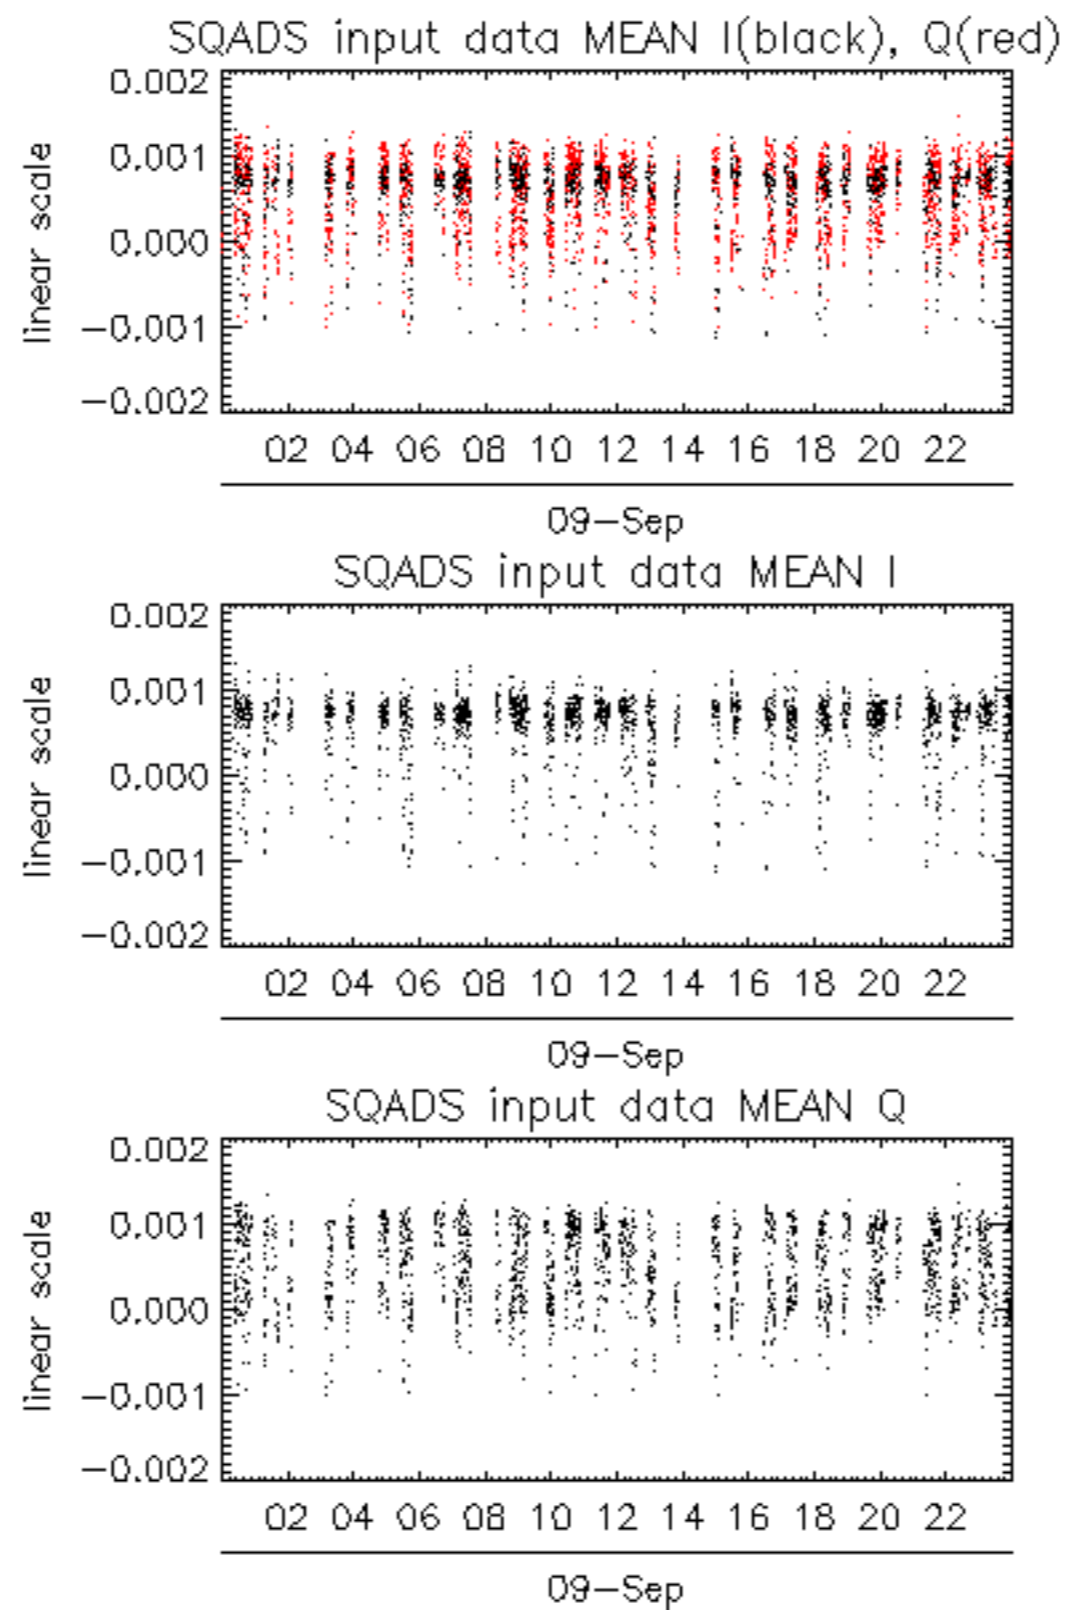 SQADS input data MEAN I(black), Q(red)
0.002
0.001
0.000
−0.001
−0.002
linear scale
02 04 06 08 10 12 14 16 18 20 22
09−Sep
SQADS input data MEAN I
0.002
0.001
0.000
−0.001
−0.002
linear scale
02 04 06 08 10 12 14 16 18 20 22
09−Sep
SQADS input data MEAN Q
0.002
0.001
0.000
−0.001
−0.002
linear scale
02 04 06 08 10 12 14 16 18 20 22
09−Sep